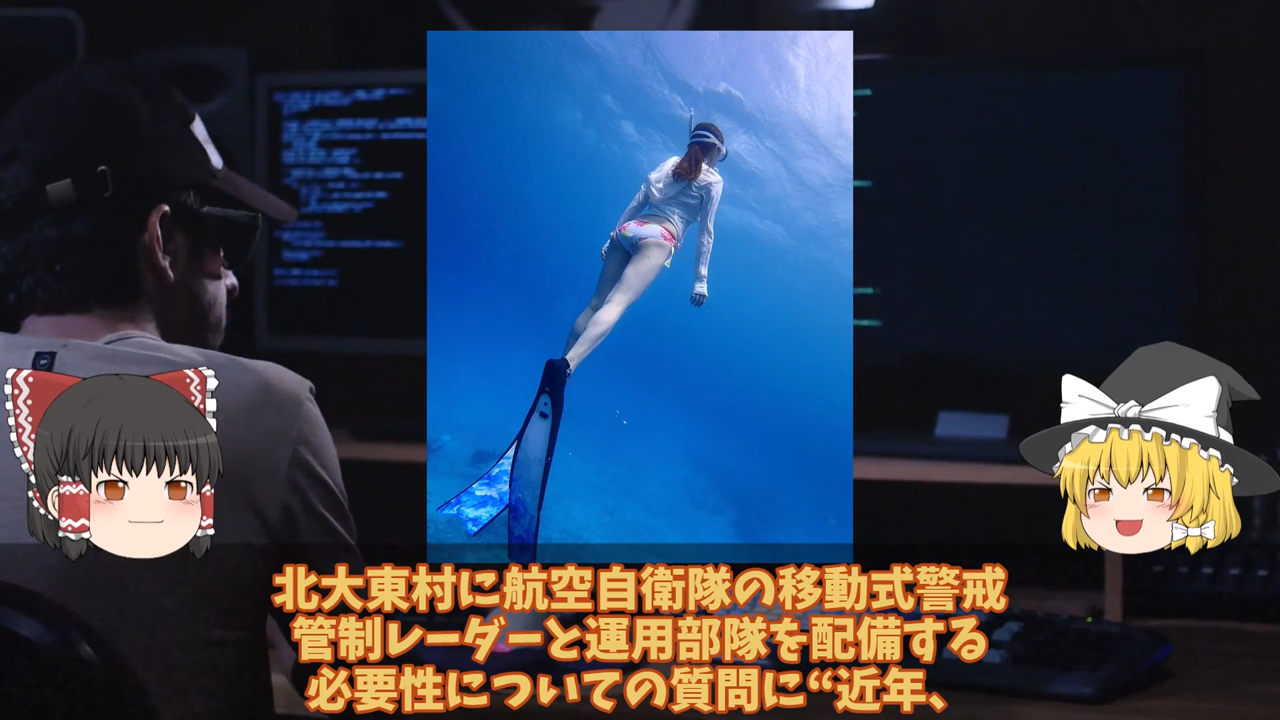 北大東村に航空自衛隊の移動式警戒
管制レーダーと運用部隊を配備する
必要性についての質問に“近年、